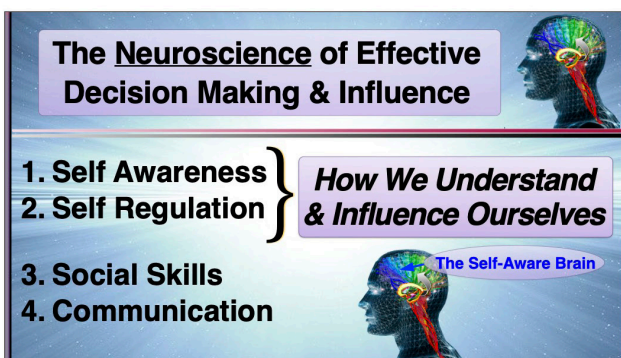 The Neuroscience of Effective
Decision Making & Influence
1. Self Awareness
2. Self Regulation
How We Understand
& Influence Ourselves
The Self-Aware Brain
3. Social Skills
4. Communication